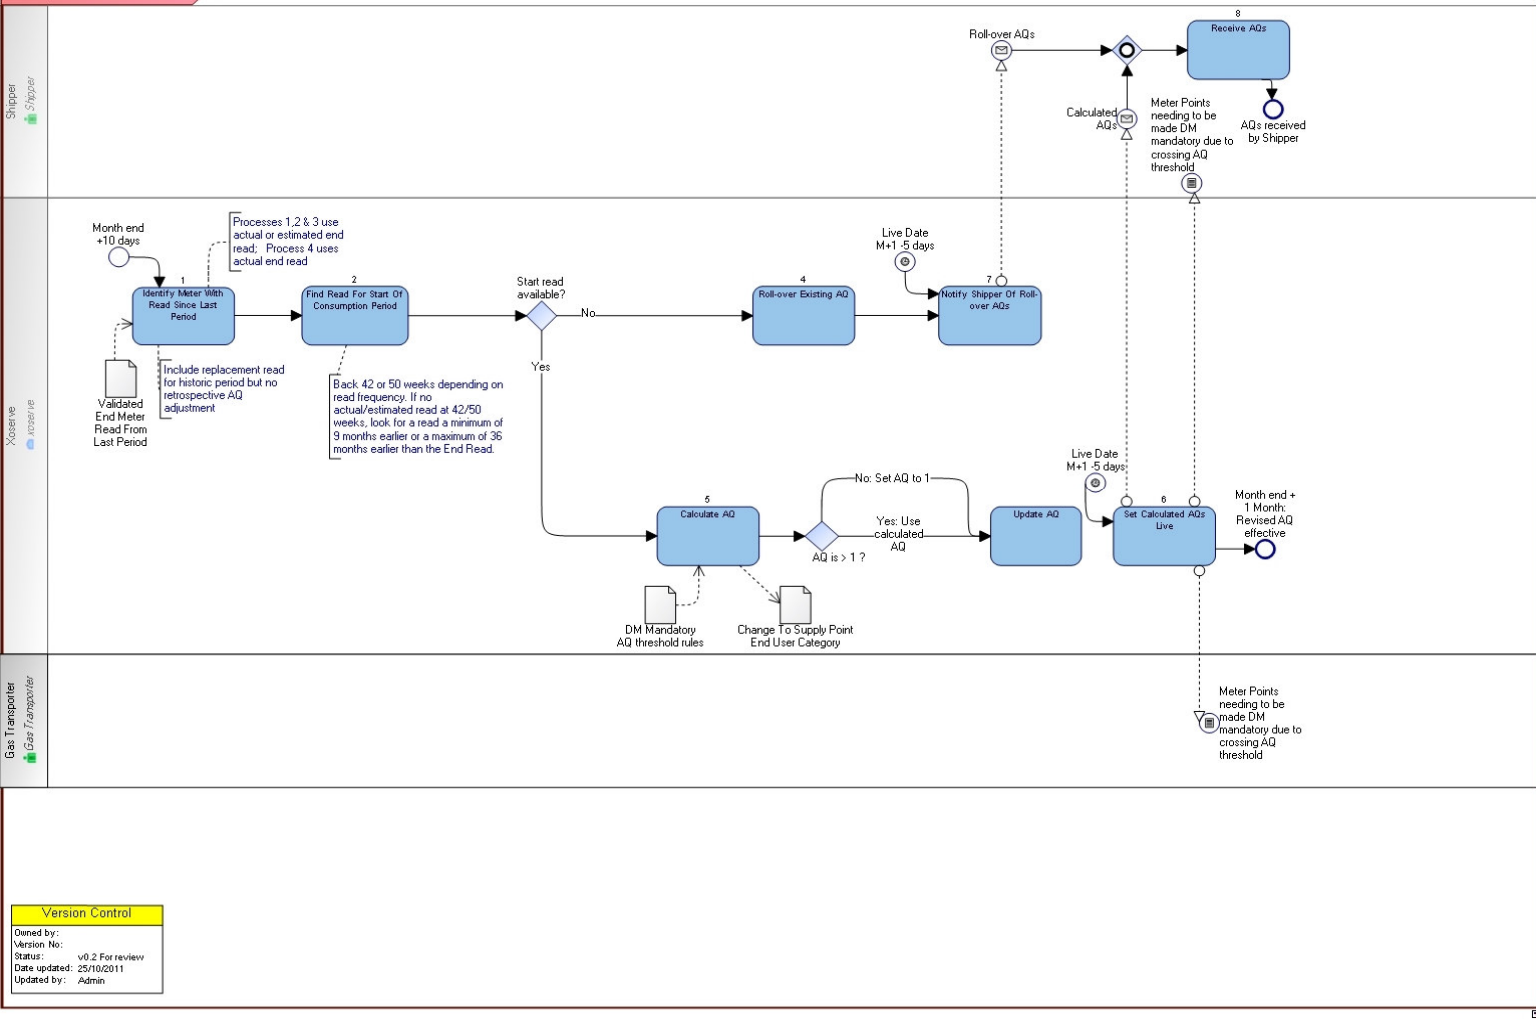 Shipper
Shipper
Roll-over AQs
8
Receive AQs
Calculated
AQs
Meter Points
needing to be
made DM
mandatory due to
crossing AQ
threshold
AQs received
by Shipper
Xoserve
xoserve
Month end
+10 days
Processes 1,2 & 3 use
actual or estimated end
read; Process 4 uses
actual end read
1
Identify Meter With
Read Since Last
Period
2
Find Read For Start Of
Consumption Period
Start read
available?
No
Yes
4
Roll-over Existing AQ
Live Date
M+1 -5 days
7
Notify Shipper Of Roll-
over AQs
Validated
End Meter
Read From
Last Period
Include replacement read
for historic period but no
retrospective AQ
adjustment
Back 42 or 50 weeks depending on
read frequency. If no
actual/estimated read at 42/50
weeks, look for a read a minimum of
9 months earlier or a maximum of 36
months earlier than the End Read.
5
Calculate AQ
No: Set AQ to 1
Yes: Use
calculated
AQ
AQ is > 1 ?
Update AQ
Live Date
M+1 -5 days
6
Set Calculated AQs
Live
Month end +
1 Month:
Revised AQ
effective
DM Mandatory
AQ threshold rules
Change To Supply Point
End User Category
Gas Transporter
Gas Transporter
Meter Points
needing to be
made DM
mandatory due to
crossing AQ
threshold
Version Control
Owned by:
Version No:
Status: v0.2 For review
Date updated: 25/10/2011
Updated by: Admin